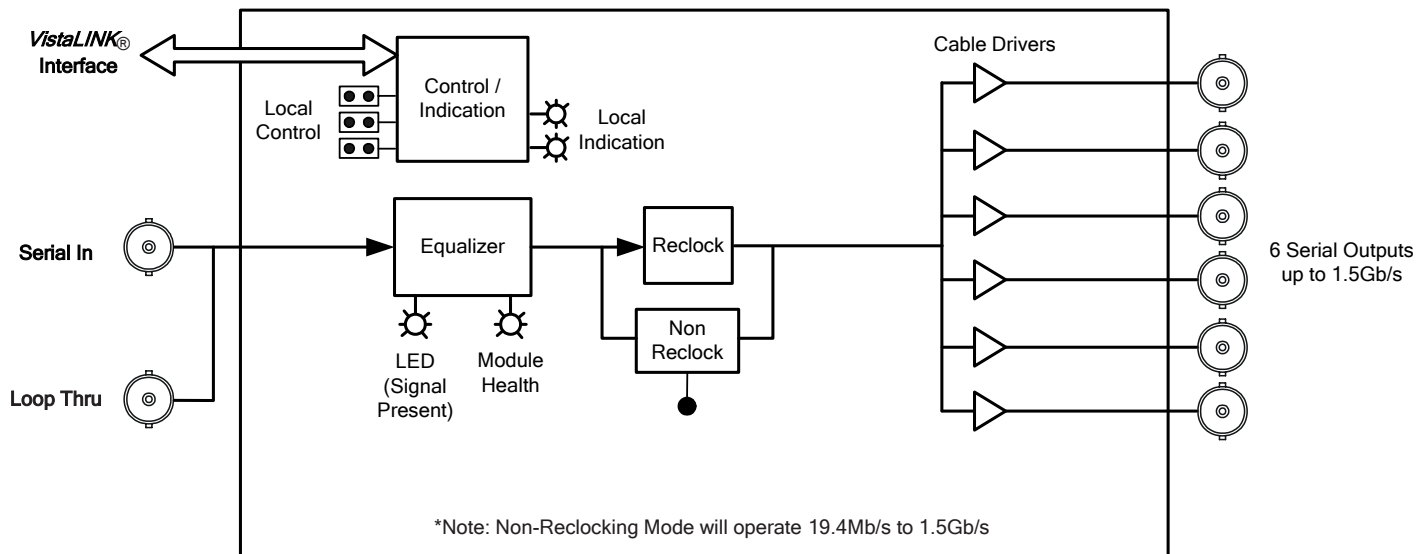 VistaLINK®
Interface
Control /
Indication
Local
Control
Local
Indication
Cable Drivers
Serial In
Equalizer
Reclock
Non
Reclock
LED
(Signal
Present)
Module
Health
Loop Thru
6 Serial Outputs
up to 1.5Gb/s
*Note: Non-Reclocking Mode will operate 19.4Mb/s to 1.5Gb/s